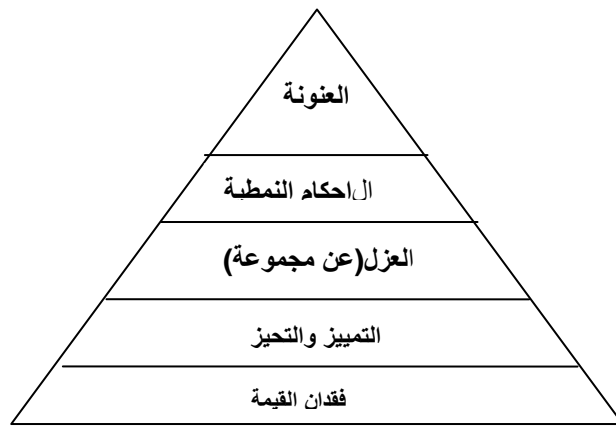 العنونة
الاحكام النمطية
العزل(عن مجموعة)
التمييز والتحيز
فقدان القيمة